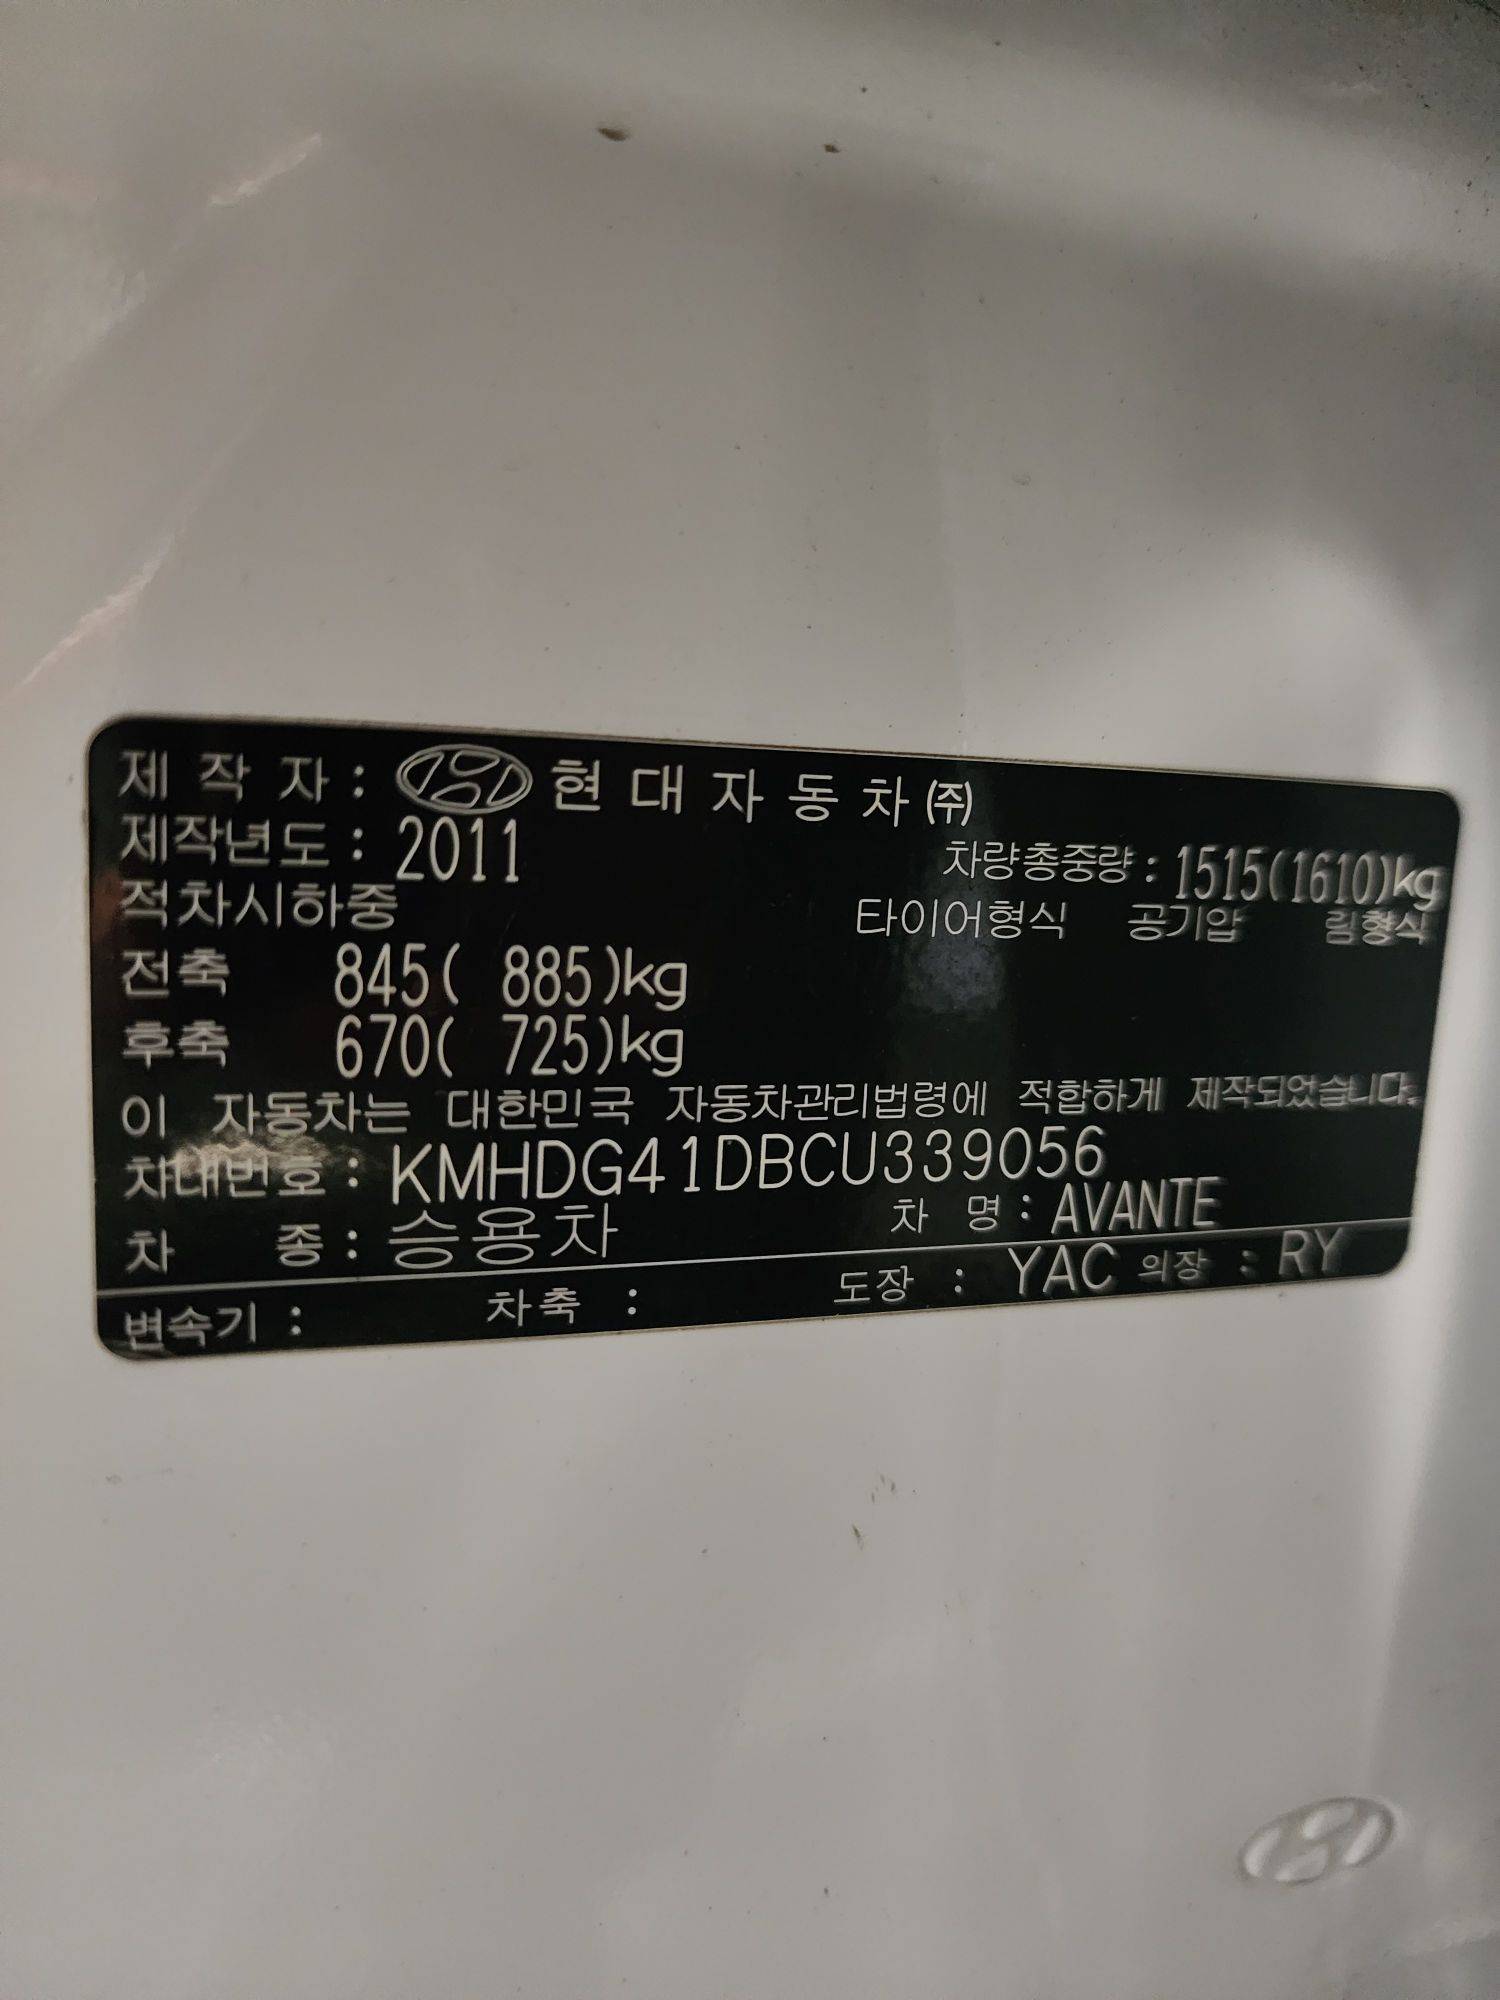 제 작 자 : 현 대 자 동 차 ㈜
제작년도 : 2011
차량총중량 : 1515(1610)kg
적차시하중
타이어형식 공기압 림형식
전축 845( 885)kg
후축 670( 725)kg
이 자동차는 대한민국 자동차관리법령에 적합하게 제작되었습니다.
차대번호 : KMHDG41DBCU339056
차 종 : 승용차 차 명 : AVANTE
변속기 : 차축 : 도장 : YAC 의장 : RY